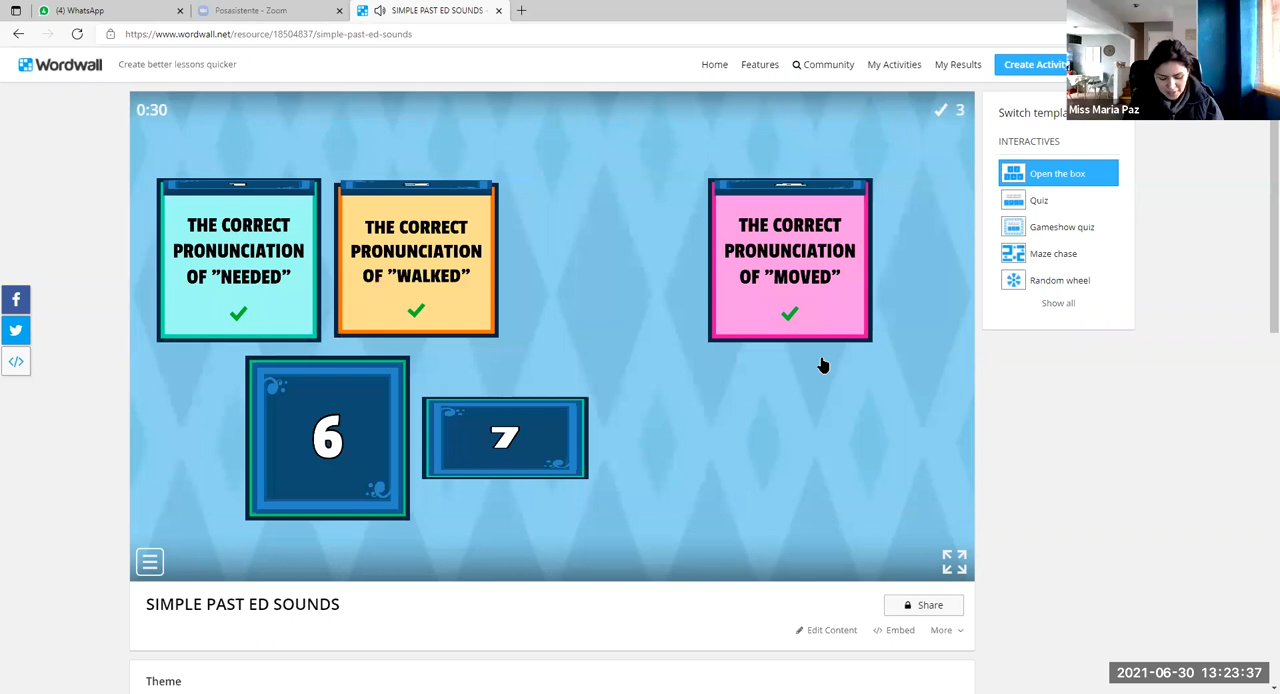 (4) WhatsApp
Posasistente - Zoom
SIMPLE PAST ED SOUNDS
https://www.wordwall.net/resource/18504837/simple-past-ed-sounds
Wordwall
Create better lessons quicker
Home
Features
Community
My Activities
My Results
Create Activi
Miss Maria Paz
0:30
3
THE CORRECT
PRONUNCIATION
OF "NEEDED"
THE CORRECT
PRONUNCIATION
OF "WALKED"
THE CORRECT
PRONUNCIATION
OF "MOVED"
6
7
Switch templa
INTERACTIVES
Open the box
Quiz
Gameshow quiz
Maze chase
Random wheel
Show all
SIMPLE PAST ED SOUNDS
Share
Edit Content
Embed
More
Theme
2021-06-30 13:23:37